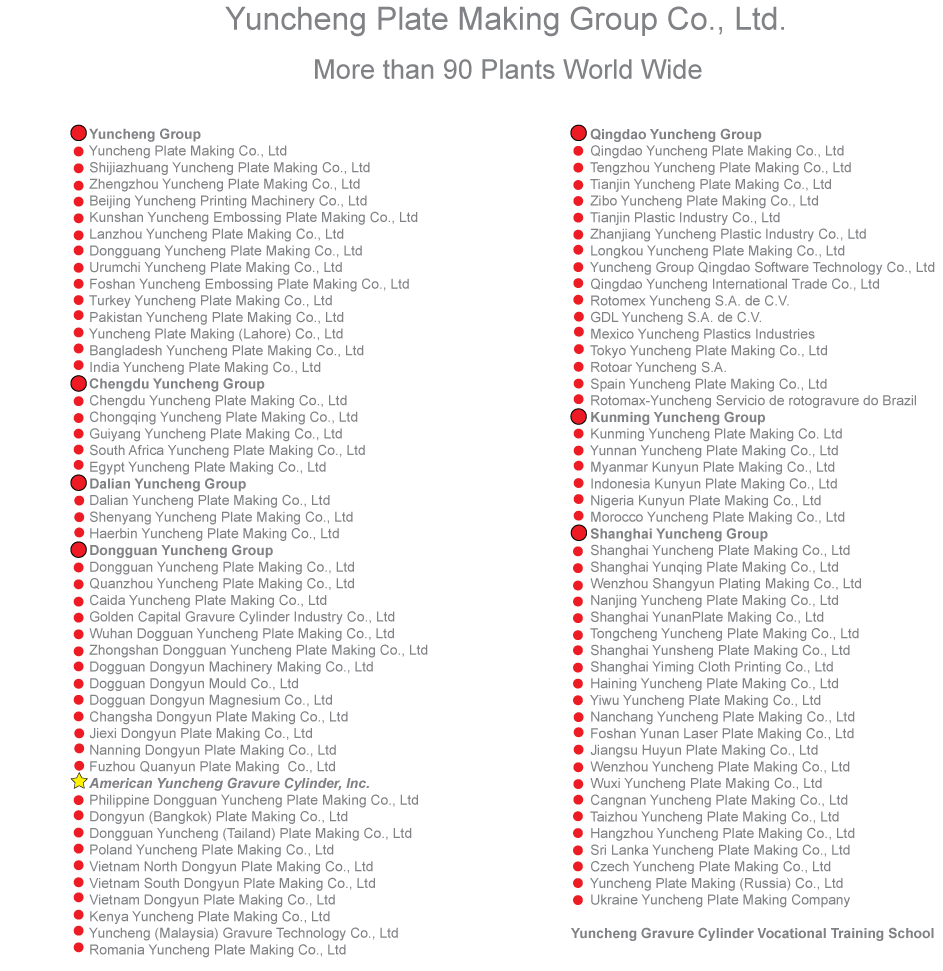 Yuncheng Plate Making Group Co., Ltd.
More than 90 Plants World Wide
Yuncheng Group
Yuncheng Plate Making Co., Ltd
Shijiazhuang Yuncheng Plate Making Co., Ltd
Zhengzhou Yuncheng Plate Making Co., Ltd
Beijing Yuncheng Printing Machinery Co., Ltd
Kunshan Yuncheng Embossing Plate Making Co., Ltd
Lanzhou Yuncheng Plate Making Co., Ltd
Dongguang Yuncheng Plate Making Co., Ltd
Urumchi Yuncheng Plate Making Co., Ltd
Foshan Yuncheng Embossing Plate Making Co., Ltd
Turkey Yuncheng Plate Making Co., Ltd
Pakistan Yuncheng Plate Making Co., Ltd
Yuncheng Plate Making (Lahore) Co., Ltd
Bangladesh Yuncheng Plate Making Co., Ltd
India Yuncheng Plate Making Co., Ltd
Chengdu Yuncheng Group
Chengdu Yuncheng Plate Making Co., Ltd
Chongqing Yuncheng Plate Making Co., Ltd
Guiyang Yuncheng Plate Making Co., Ltd
South Africa Yuncheng Plate Making Co., Ltd
Egypt Yuncheng Plate Making Co., Ltd
Dalian Yuncheng Group
Dalian Yuncheng Plate Making Co., Ltd
Shenyang Yuncheng Plate Making Co., Ltd
Haerbin Yuncheng Plate Making Co., Ltd
Dongguan Yuncheng Group
Dongguan Yuncheng Plate Making Co., Ltd
Quanzhou Yuncheng Plate Making Co., Ltd
Caida Yuncheng Plate Making Co., Ltd
Golden Capital Gravure Cylinder Industry Co., Ltd
Wuhan Dogguan Yuncheng Plate Making Co., Ltd
Zhongshan Dongguan Yuncheng Plate Making Co., Ltd
Dogguan Dongyun Machinery Making Co., Ltd
Dogguan Dongyun Mould Co., Ltd
Dogguan Dongyun Magnesium Co., Ltd
Changsha Dongyun Plate Making Co., Ltd
Jiexi Dongyun Plate Making Co., Ltd
Nanning Dongyun Plate Making Co., Ltd
Fuzhou Quanyun Plate Making Co., Ltd
American Yuncheng Gravure Cylinder, Inc.
Philippine Dongguan Yuncheng Plate Making Co., Ltd
Dongyun (Bangkok) Plate Making Co., Ltd
Dongguan Yuncheng (Tailand) Plate Making Co., Ltd
Poland Yuncheng Plate Making Co., Ltd
Vietnam North Dongyun Plate Making Co., Ltd
Vietnam South Dongyun Plate Making Co., Ltd
Vietnam Dongyun Plate Making Co., Ltd
Kenya Yuncheng Plate Making Co., Ltd
Yuncheng (Malaysia) Gravure Technology Co., Ltd
Romania Yuncheng Plate Making Co., Ltd
Qingdao Yuncheng Group
Qingdao Yuncheng Plate Making Co., Ltd
Tengzhou Yuncheng Plate Making Co., Ltd
Tianjin Yuncheng Plate Making Co., Ltd
Zibo Yuncheng Plate Making Co., Ltd
Tianjin Plastic Industry Co., Ltd
Zhanjiang Yuncheng Plastic Industry Co., Ltd
Longkou Yuncheng Plate Making Co., Ltd
Yuncheng Group Qingdao Software Technology Co., Ltd
Qingdao Yuncheng International Trade Co., Ltd
Rotomex Yuncheng S.A. de C.V.
GDL Yuncheng S.A. de C.V.
Mexico Yuncheng Plastics Industries
Tokyo Yuncheng Plate Making Co., Ltd
Rotoar Yuncheng S.A.
Spain Yuncheng Plate Making Co., Ltd
Rotomax-Yuncheng Servicio de rotogravure do Brazil
Kunming Yuncheng Group
Kunming Yuncheng Plate Making Co. Ltd
Yunnan Yuncheng Plate Making Co., Ltd
Myanmar Kunyun Plate Making Co., Ltd
Indonesia Kunyun Plate Making Co., Ltd
Nigeria Kunyun Plate Making Co., Ltd
Morocco Yuncheng Plate Making Co., Ltd
Shanghai Yuncheng Group
Shanghai Yuncheng Plate Making Co., Ltd
Shanghai Yunqing Plate Making Co., Ltd
Wenzhou Shangyun Plating Making Co., Ltd
Nanjing Yuncheng Plate Making Co., Ltd
Shanghai YunanPlate Making Co., Ltd
Tongcheng Yuncheng Plate Making Co., Ltd
Shanghai Yunsheng Plate Making Co., Ltd
Shanghai Yiming Cloth Printing Co., Ltd
Haining Yuncheng Plate Making Co., Ltd
Yiwu Yuncheng Plate Making Co., Ltd
Nanchang Yuncheng Plate Making Co., Ltd
Foshan Yunan Laser Plate Making Co., Ltd
Jiangsu Huyun Plate Making Co., Ltd
Wenzhou Yuncheng Plate Making Co., Ltd
Wuxi Yuncheng Plate Making Co., Ltd
Cangnan Yuncheng Plate Making Co., Ltd
Taizhou Yuncheng Plate Making Co., Ltd
Hangzhou Yuncheng Plate Making Co., Ltd
Sri Lanka Yuncheng Plate Making Co., Ltd
Czech Yuncheng Plate Making Co., Ltd
Yuncheng Plate Making (Russia) Co., Ltd
Ukraine Yuncheng Plate Making Company
Yuncheng Gravure Cylinder Vocational Training School